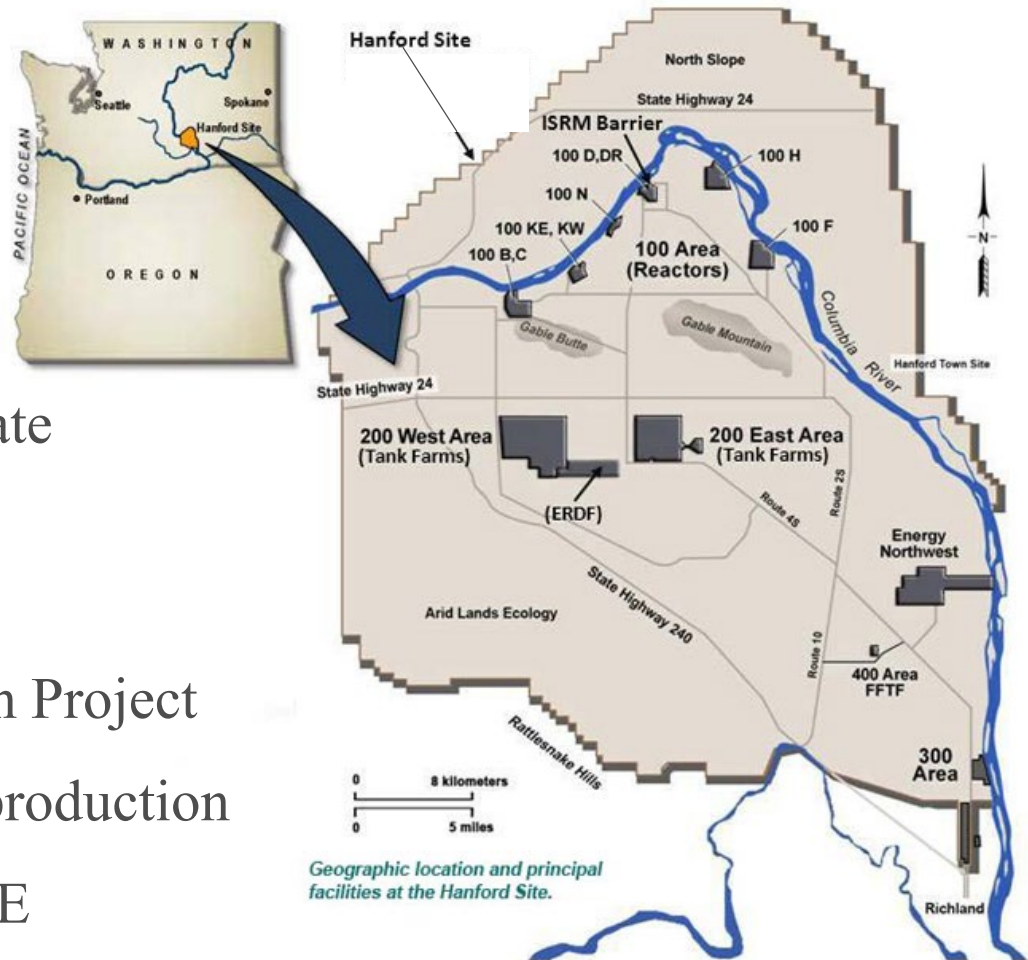 WASHINGTON
Seattle
Spokane
Hanford Site
PACIFIC OCEAN
Portland
OREGON
Hanford Site
North Slope
State Highway 24
ISRM Barrier
100 D,DR
100 H
100 N
100 KE, KW
100 F
100 B,C
100 Area
(Reactors)
N
Gable Butte
Gable Mountain
Columbia River
Hanford Town Site
State Highway 24
200 West Area
(Tank Farms)
200 East Area
(Tank Farms)
(ERDF)
Route 4S
Route 2S
Energy
Northwest
State Highway 240
Arid Lands Ecology
Route 10
400 Area
FFTF
Rattlesnake Hills
300
Area
0 8 kilometers
0 5 miles
Geographic location and principal
facilities at the Hanford Site.
Richland
ate
n Project
production
E